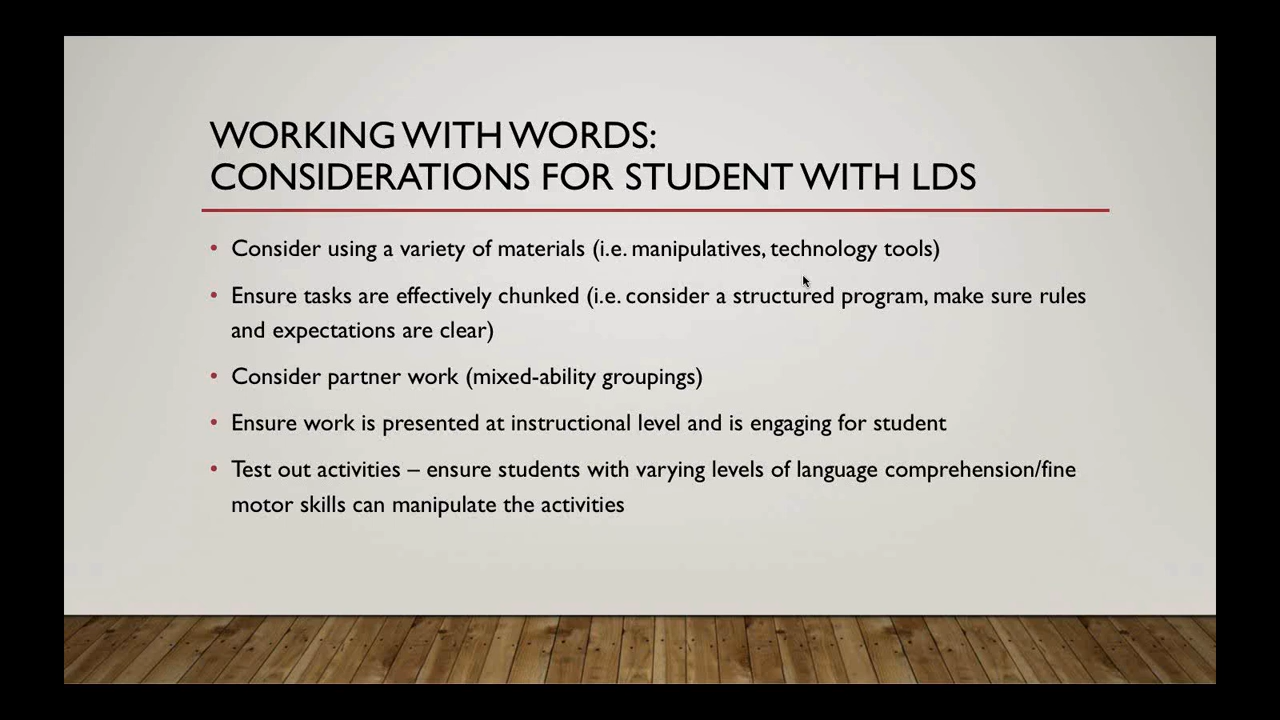 WORKING WITH WORDS:
CONSIDERATIONS FOR STUDENT WITH LDS
• Consider using a variety of materials (i.e. manipulatives, technology tools)
• Ensure tasks are effectively chunked (i.e. consider a structured program, make sure rules
and expectations are clear)
• Consider partner work (mixed-ability groupings)
• Ensure work is presented at instructional level and is engaging for student
• Test out activities – ensure students with varying levels of language comprehension/fine
motor skills can manipulate the activities